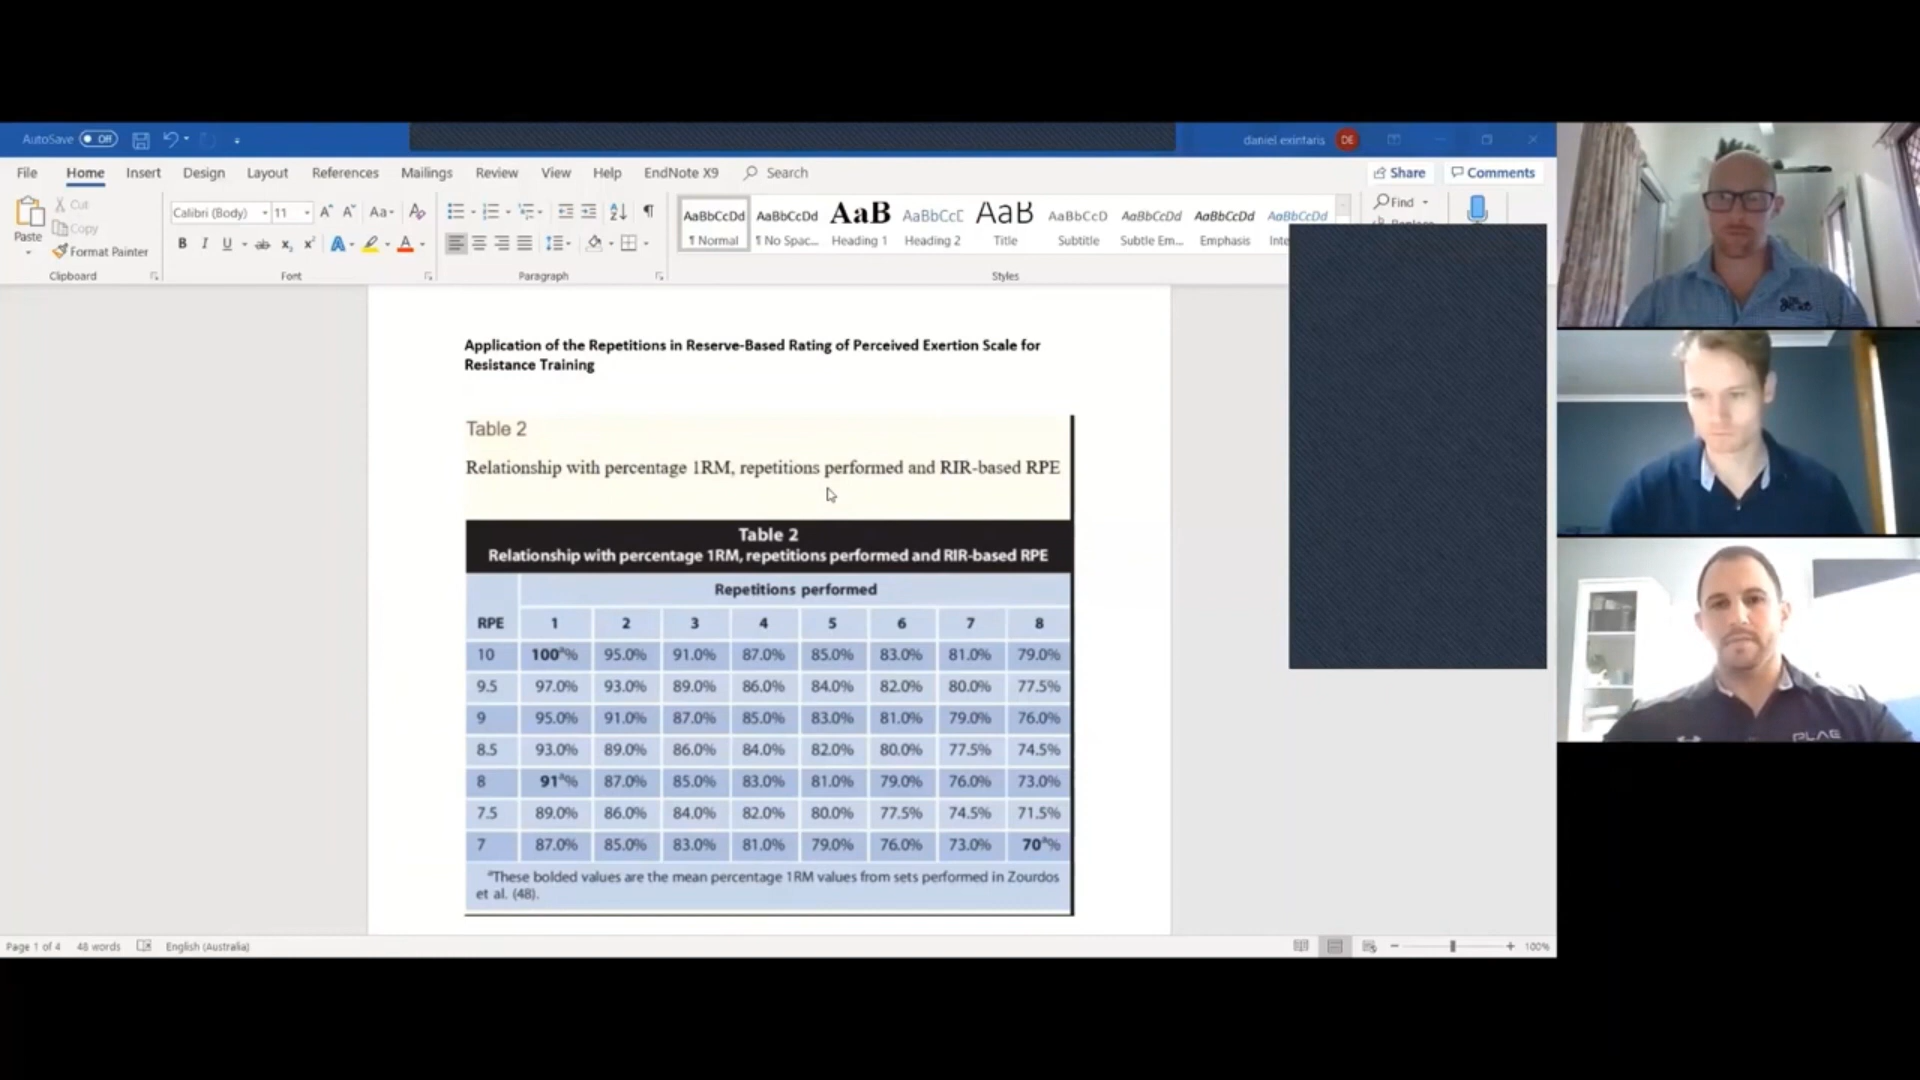 AutoSave Off
daniel exintaris DE
File Home Insert Design Layout References Mailings Review View Help EndNote X9 Search Share Comments
Paste
Cut
Copy
Format Painter
Clipboard
Calibri (Body) 11
Font
Paragraph
AaBbCcDd AaBbCcDd AaB AaBbCcC AaB AaBbCcD AaBbCcDd AaBbCcDd AaBbCcDd
¶ Normal ¶ No Spac... Heading 1 Heading 2 Title Subtitle Subtle Em... Emphasis Inte
Styles
Find
Application of the Repetitions in Reserve-Based Rating of Perceived Exertion Scale for
Resistance Training
Table 2
Relationship with percentage 1RM, repetitions performed and RIR-based RPE
Table 2
Relationship with percentage 1RM, repetitions performed and RIR-based RPE
Repetitions performed
RPE 1 2 3 4 5 6 7 8
10 100ᵃ% 95.0% 91.0% 87.0% 85.0% 83.0% 81.0% 79.0%
9.5 97.0% 93.0% 89.0% 86.0% 84.0% 82.0% 80.0% 77.5%
9 95.0% 91.0% 87.0% 85.0% 83.0% 81.0% 79.0% 76.0%
8.5 93.0% 89.0% 86.0% 84.0% 82.0% 80.0% 77.5% 74.5%
8 91ᵃ% 87.0% 85.0% 83.0% 81.0% 79.0% 76.0% 73.0%
7.5 89.0% 86.0% 84.0% 82.0% 80.0% 77.5% 74.5% 71.5%
7 87.0% 85.0% 83.0% 81.0% 79.0% 76.0% 73.0% 70ᵃ%
ᵃThese bolded values are the mean percentage 1RM values from sets performed in Zourdos
et al. (48).
Page 1 of 4 48 words English (Australia) 100%
PLAE